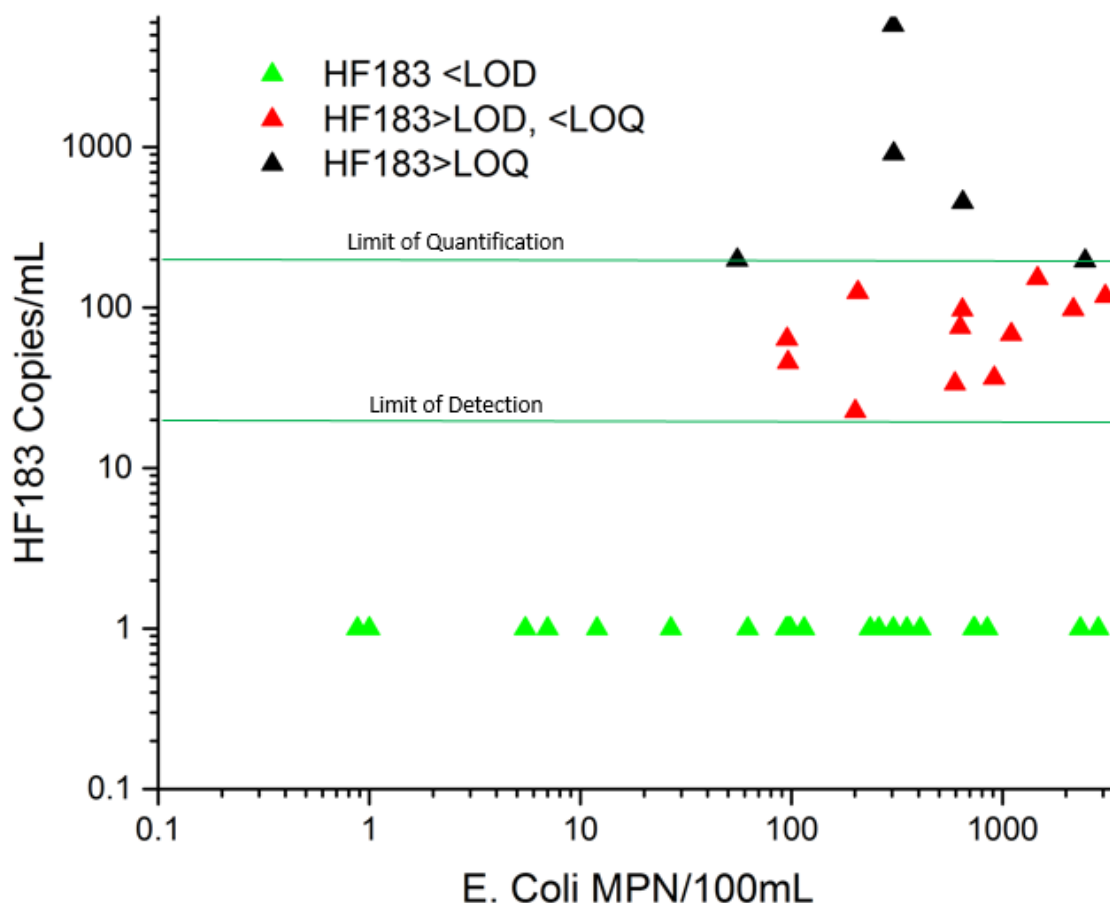 HF183 <LOD
HF183>LOD, <LOQ
HF183>LOQ
1000
Limit of Quantification
100
Limit of Detection
10
1
0.1
HF183 Copies/mL
0.1 1 10 100 1000
E. Coli MPN/100mL